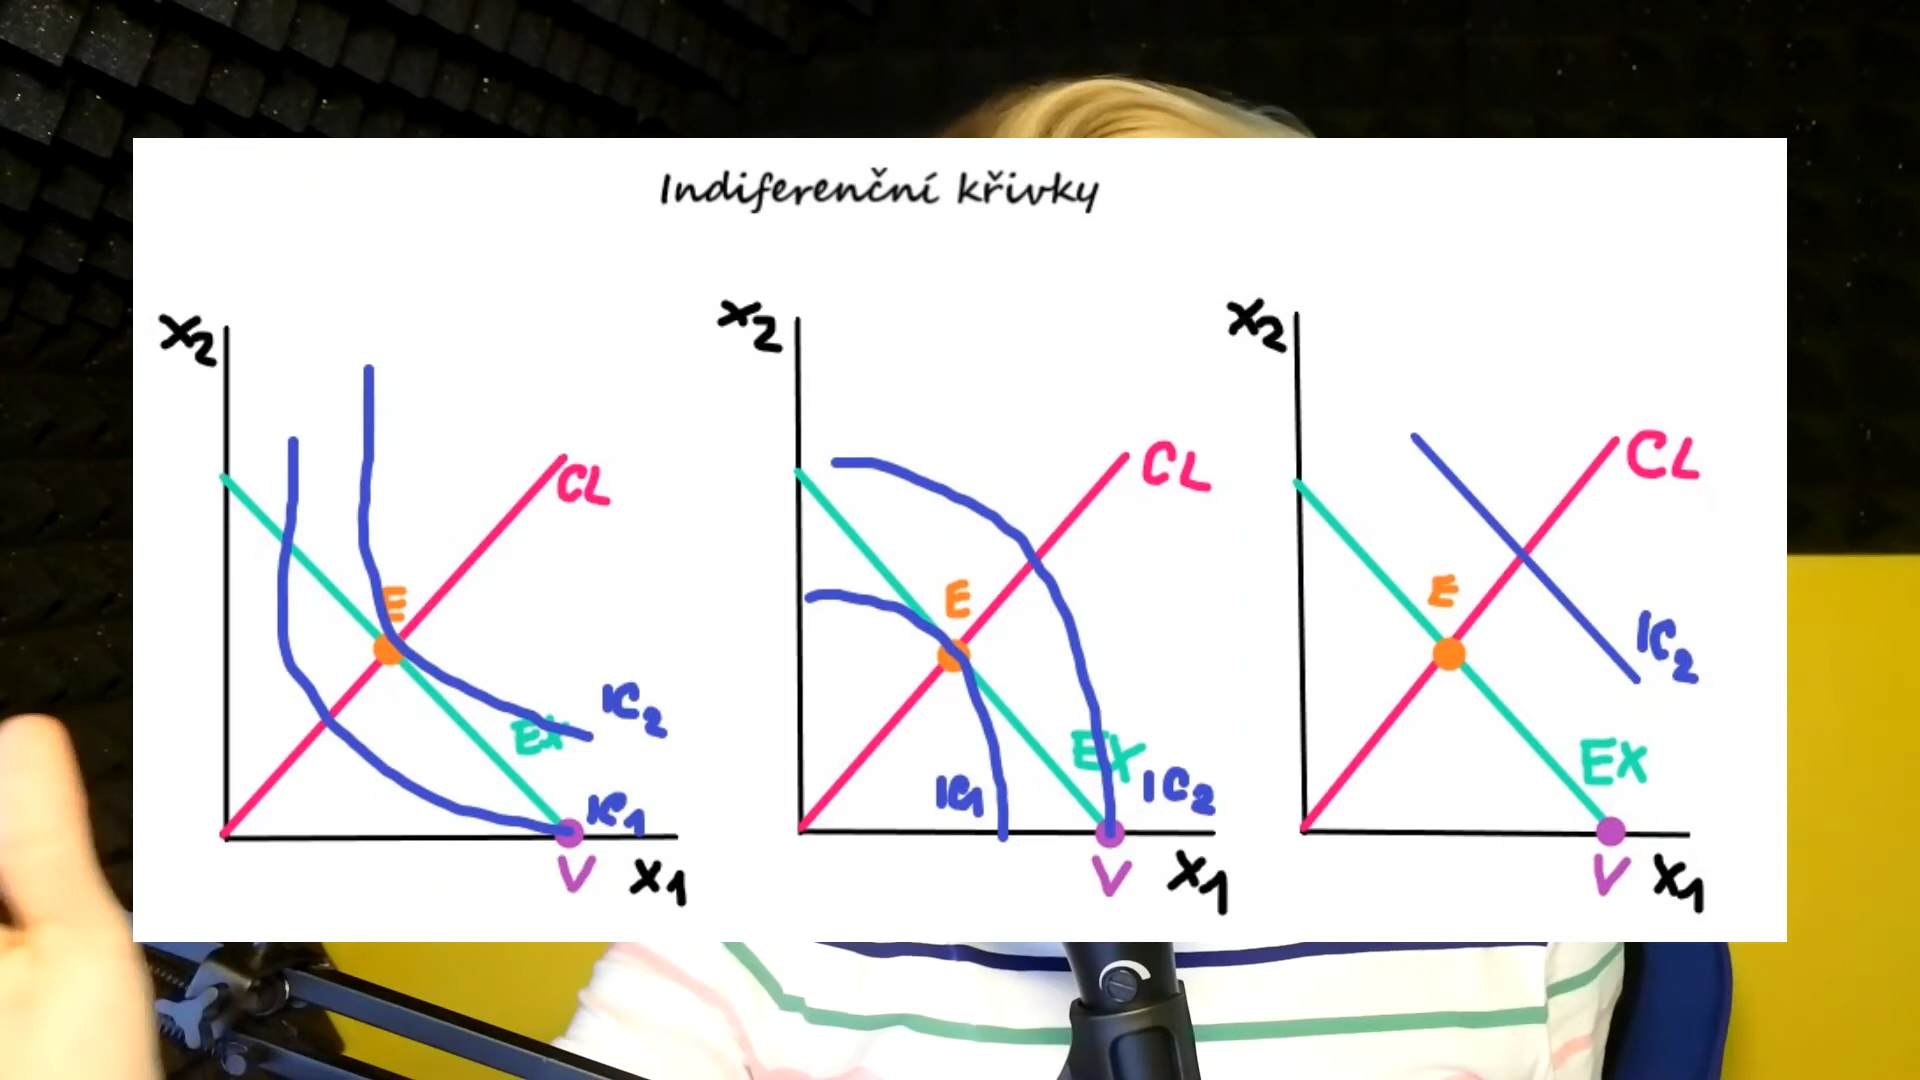 Indiferenční křivky
X2
CL
E
IC2
EX
IC1
V
X1
X2
CL
E
EX
IC1
IC2
V
X1
X2
CL
E
IC2
EX
V
X1